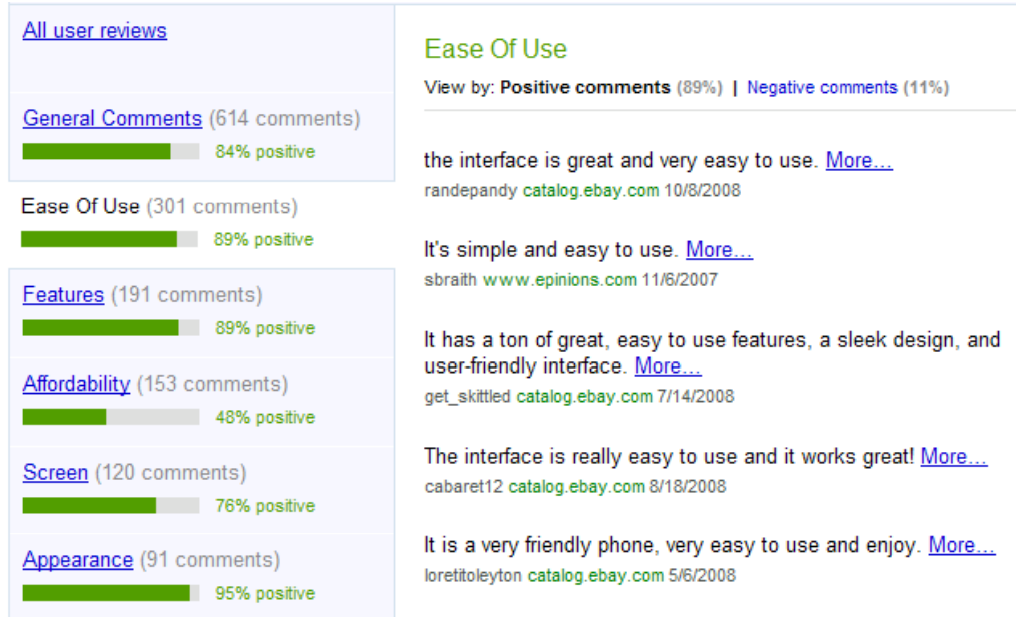 All user reviews
General Comments (614 comments)
84% positive
Ease Of Use (301 comments)
89% positive
Features (191 comments)
89% positive
Affordability (153 comments)
48% positive
Screen (120 comments)
76% positive
Appearance (91 comments)
95% positive
Ease Of Use
View by: Positive comments (89%) | Negative comments (11%)
the interface is great and very easy to use. More...
randepandy catalog.ebay.com 10/8/2008
It's simple and easy to use. More...
sbraith www.epinions.com 11/6/2007
It has a ton of great, easy to use features, a sleek design, and
user-friendly interface. More...
get_skittled catalog.ebay.com 7/14/2008
The interface is really easy to use and it works great! More...
cabaret12 catalog.ebay.com 8/18/2008
It is a very friendly phone, very easy to use and enjoy. More...
loretitoleyton catalog.ebay.com 5/6/2008